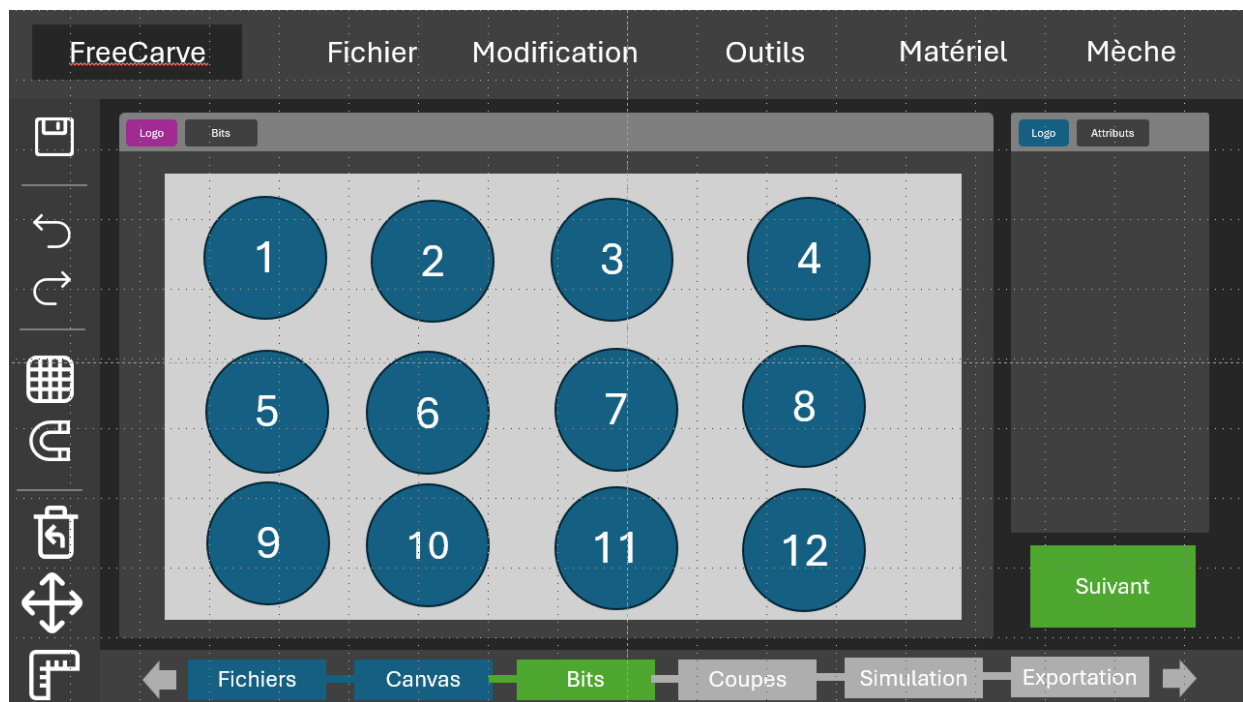 FreeCarve Fichier Modification Outils Matériel Mèche
Logo Bits Logo Attributs
1 2 3 4
5 6 7 8
9 10 11 12
Suivant
Fichiers Canvas Bits Coupes Simulation Exportation